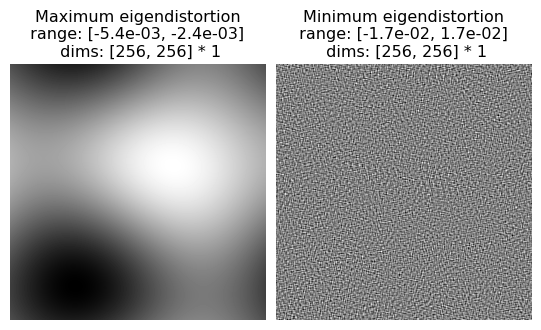 Maximum eigendistortion
range: [-5.4e-03, -2.4e-03]
dims: [256, 256] * 1
Minimum eigendistortion
range: [-1.7e-02, 1.7e-02]
dims: [256, 256] * 1